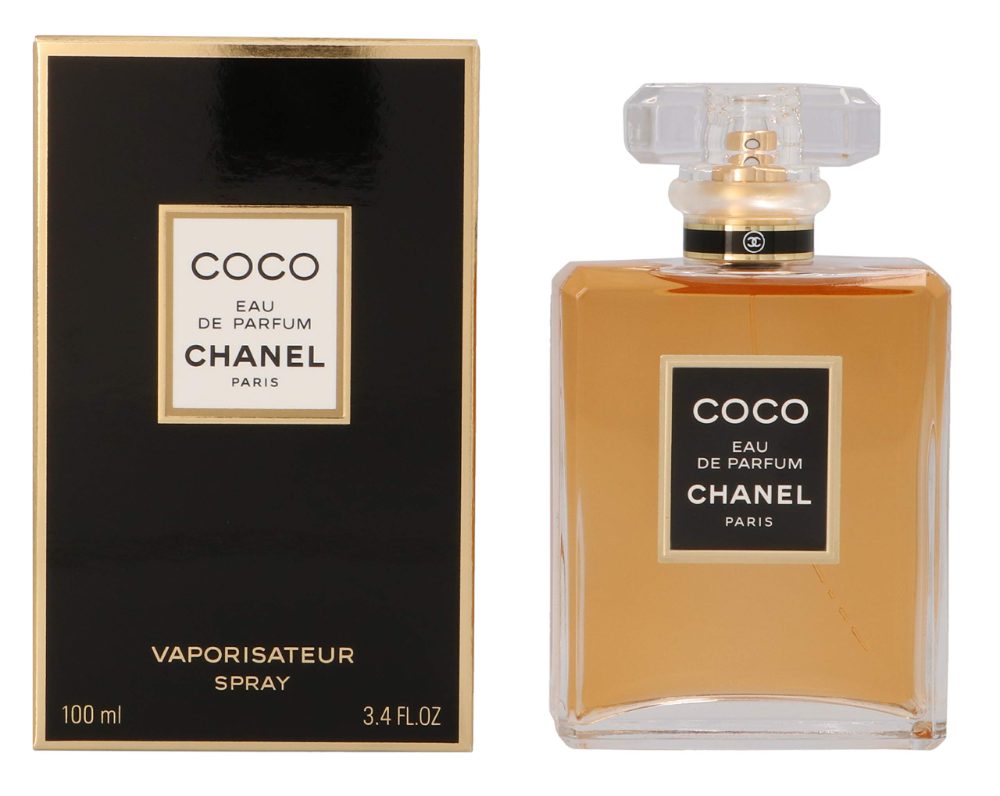 COCO
EAU
DE PARFUM
CHANEL
PARIS
VAPORISATEUR
SPRAY
100 ml
3.4 FL.OZ
COCO
EAU
DE PARFUM
CHANEL
PARIS